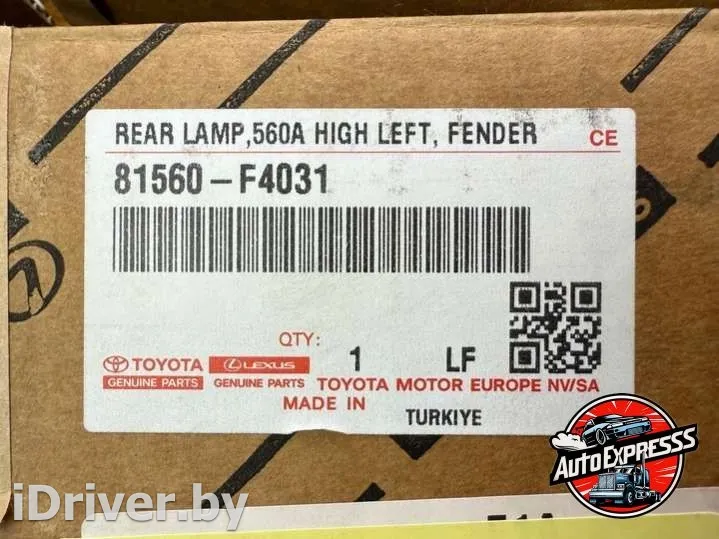 REAR LAMP,560A HIGH LEFT, FENDER CE
81560-F4031
QTY: 1 LF
TOYOTA LEXUS
GENUINE PARTS GENUINE PARTS TOYOTA MOTOR EUROPE NV/SA
MADE IN TURKIYE
AUTOEXPRESSS
iDriver.by